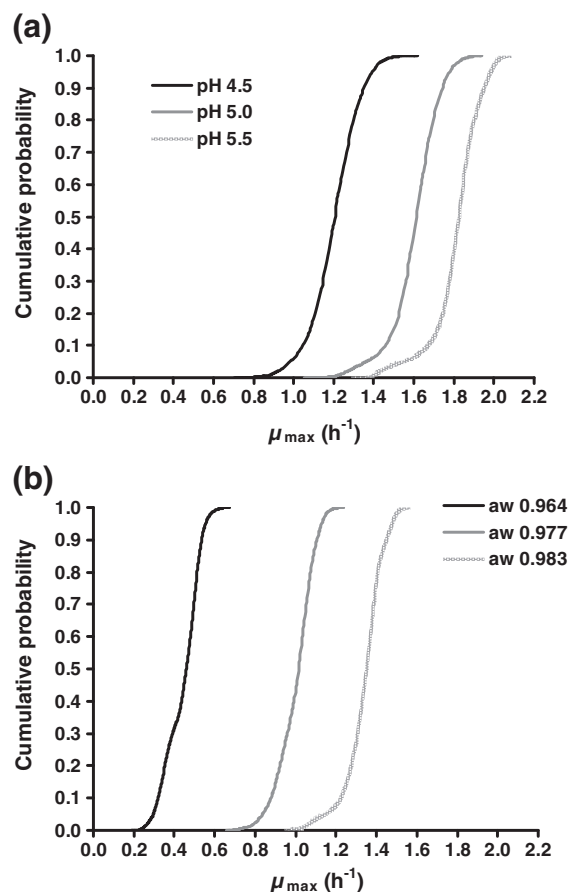 (a)
1.0
0.9
0.8
0.7
0.6
0.5
0.4
0.3
0.2
0.1
0.0
Cumulative probability
pH 4.5
pH 5.0
pH 5.5
0.0 0.2 0.4 0.6 0.8 1.0 1.2 1.4 1.6 1.8 2.0 2.2
μmax (h⁻¹)
(b)
1.0
0.9
0.8
0.7
0.6
0.5
0.4
0.3
0.2
0.1
0.0
Cumulative probability
aw 0.964
aw 0.977
aw 0.983
0.0 0.2 0.4 0.6 0.8 1.0 1.2 1.4 1.6 1.8 2.0 2.2
μmax (h⁻¹)